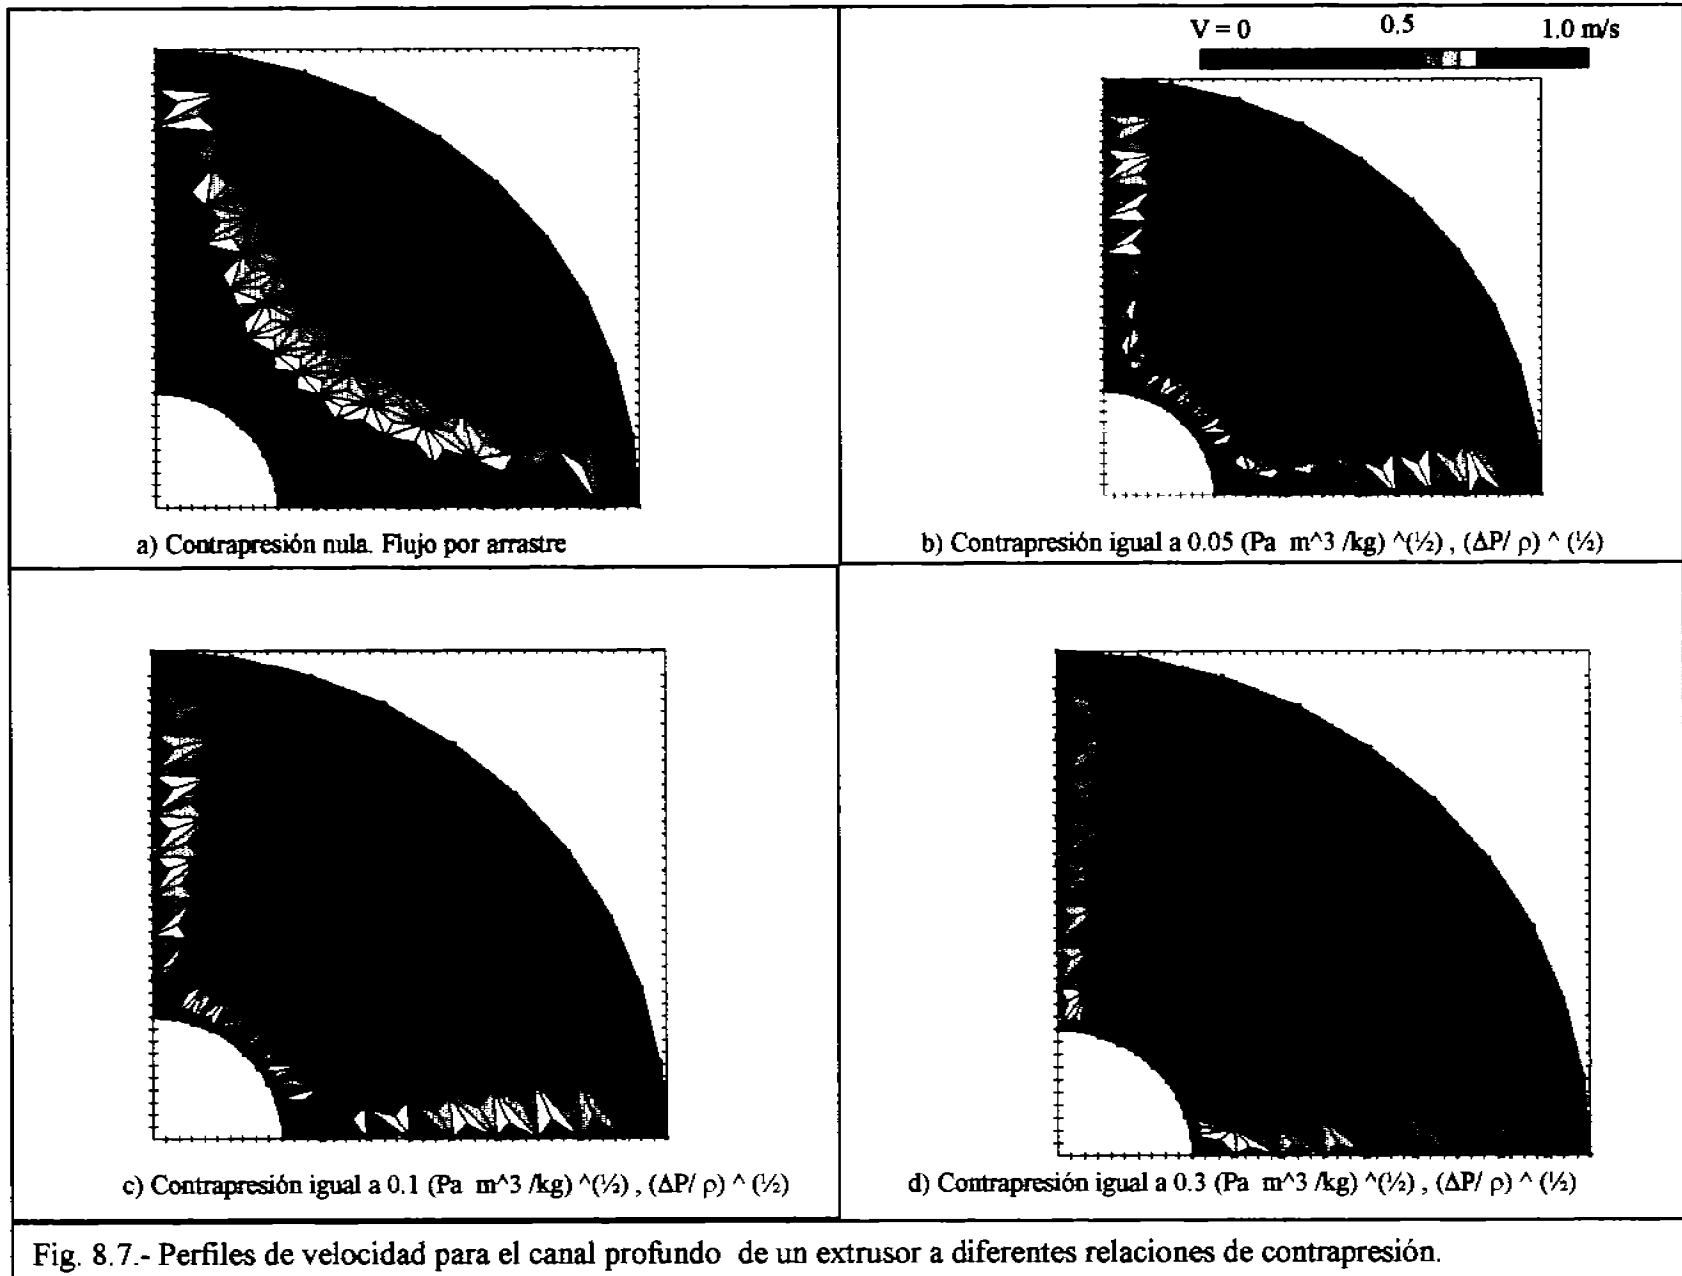 V = 0 0.5 1.0 m/s
a) Contrapresión nula. Flujo por arrastre
b) Contrapresión igual a 0.05 (Pa m^3 /kg) ^(½) , (ΔP/ ρ) ^ (½)
c) Contrapresión igual a 0.1 (Pa m^3 /kg) ^(½) , (ΔP/ ρ) ^ (½)
d) Contrapresión igual a 0.3 (Pa m^3 /kg) ^(½) , (ΔP/ ρ) ^ (½)
Fig. 8.7.- Perfiles de velocidad para el canal profundo de un extrusor a diferentes relaciones de contrapresión.